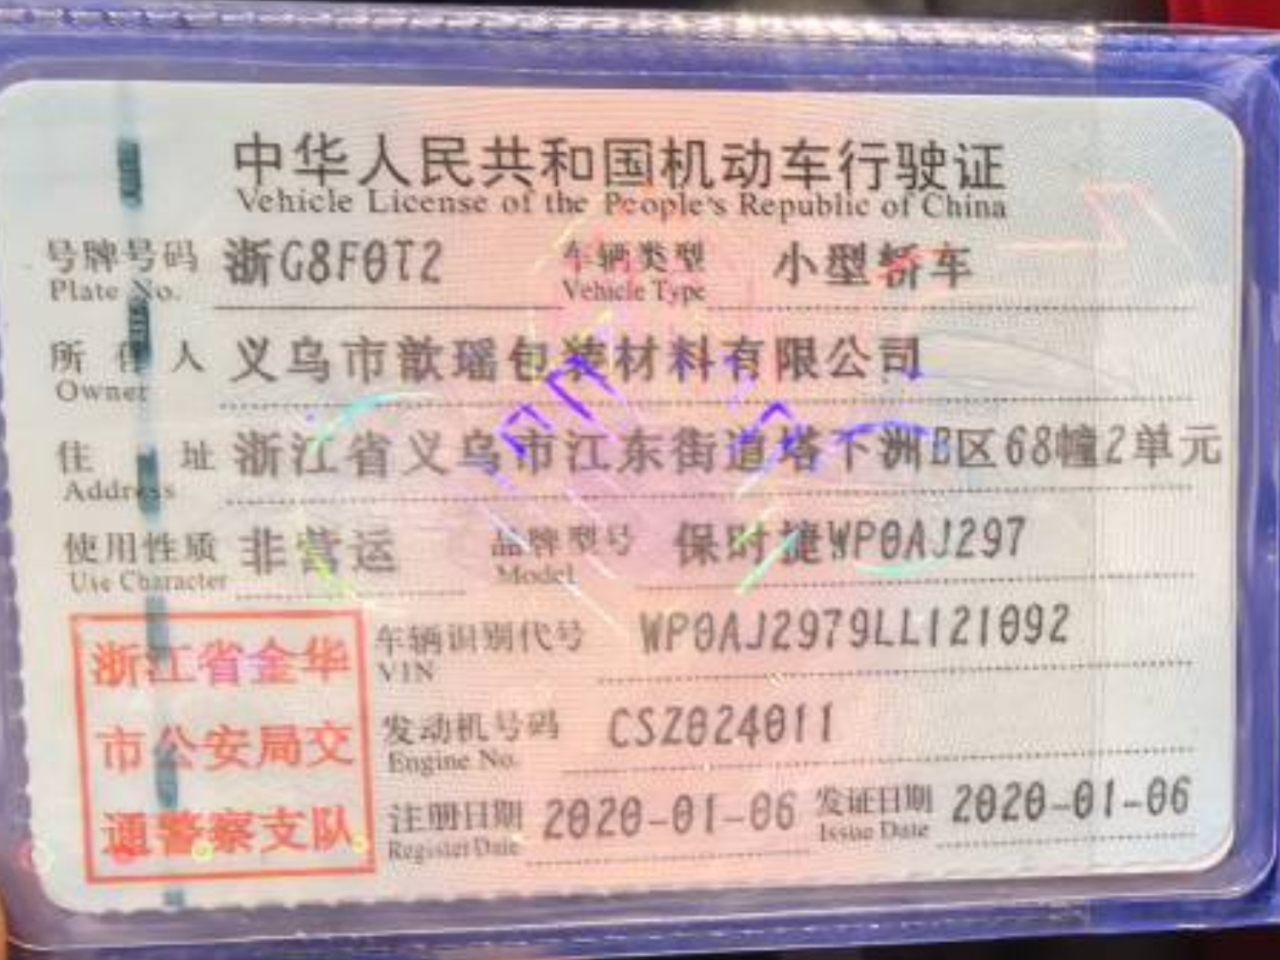 中华人民共和国机动车行驶证
Vehicle License of the People's Republic of China
号牌号码 浙G8F0T2 车辆类型 小型轿车
Plate No. Vehicle Type
所有人 义乌市歆瑶包装材料有限公司
Owner
住址 浙江省义乌市江东街道塔下洲B区68幢2单元
Address
使用性质 非营运 品牌型号 保时捷WP0AJ297
Use Character Model
车辆识别代号 WP0AJ2979LL121092
VIN
发动机号码 CSZ024011
Engine No.
注册日期 2020-01-06 发证日期 2020-01-06
Register Date Issue Date
浙江省金华
市公安局交
通警察支队